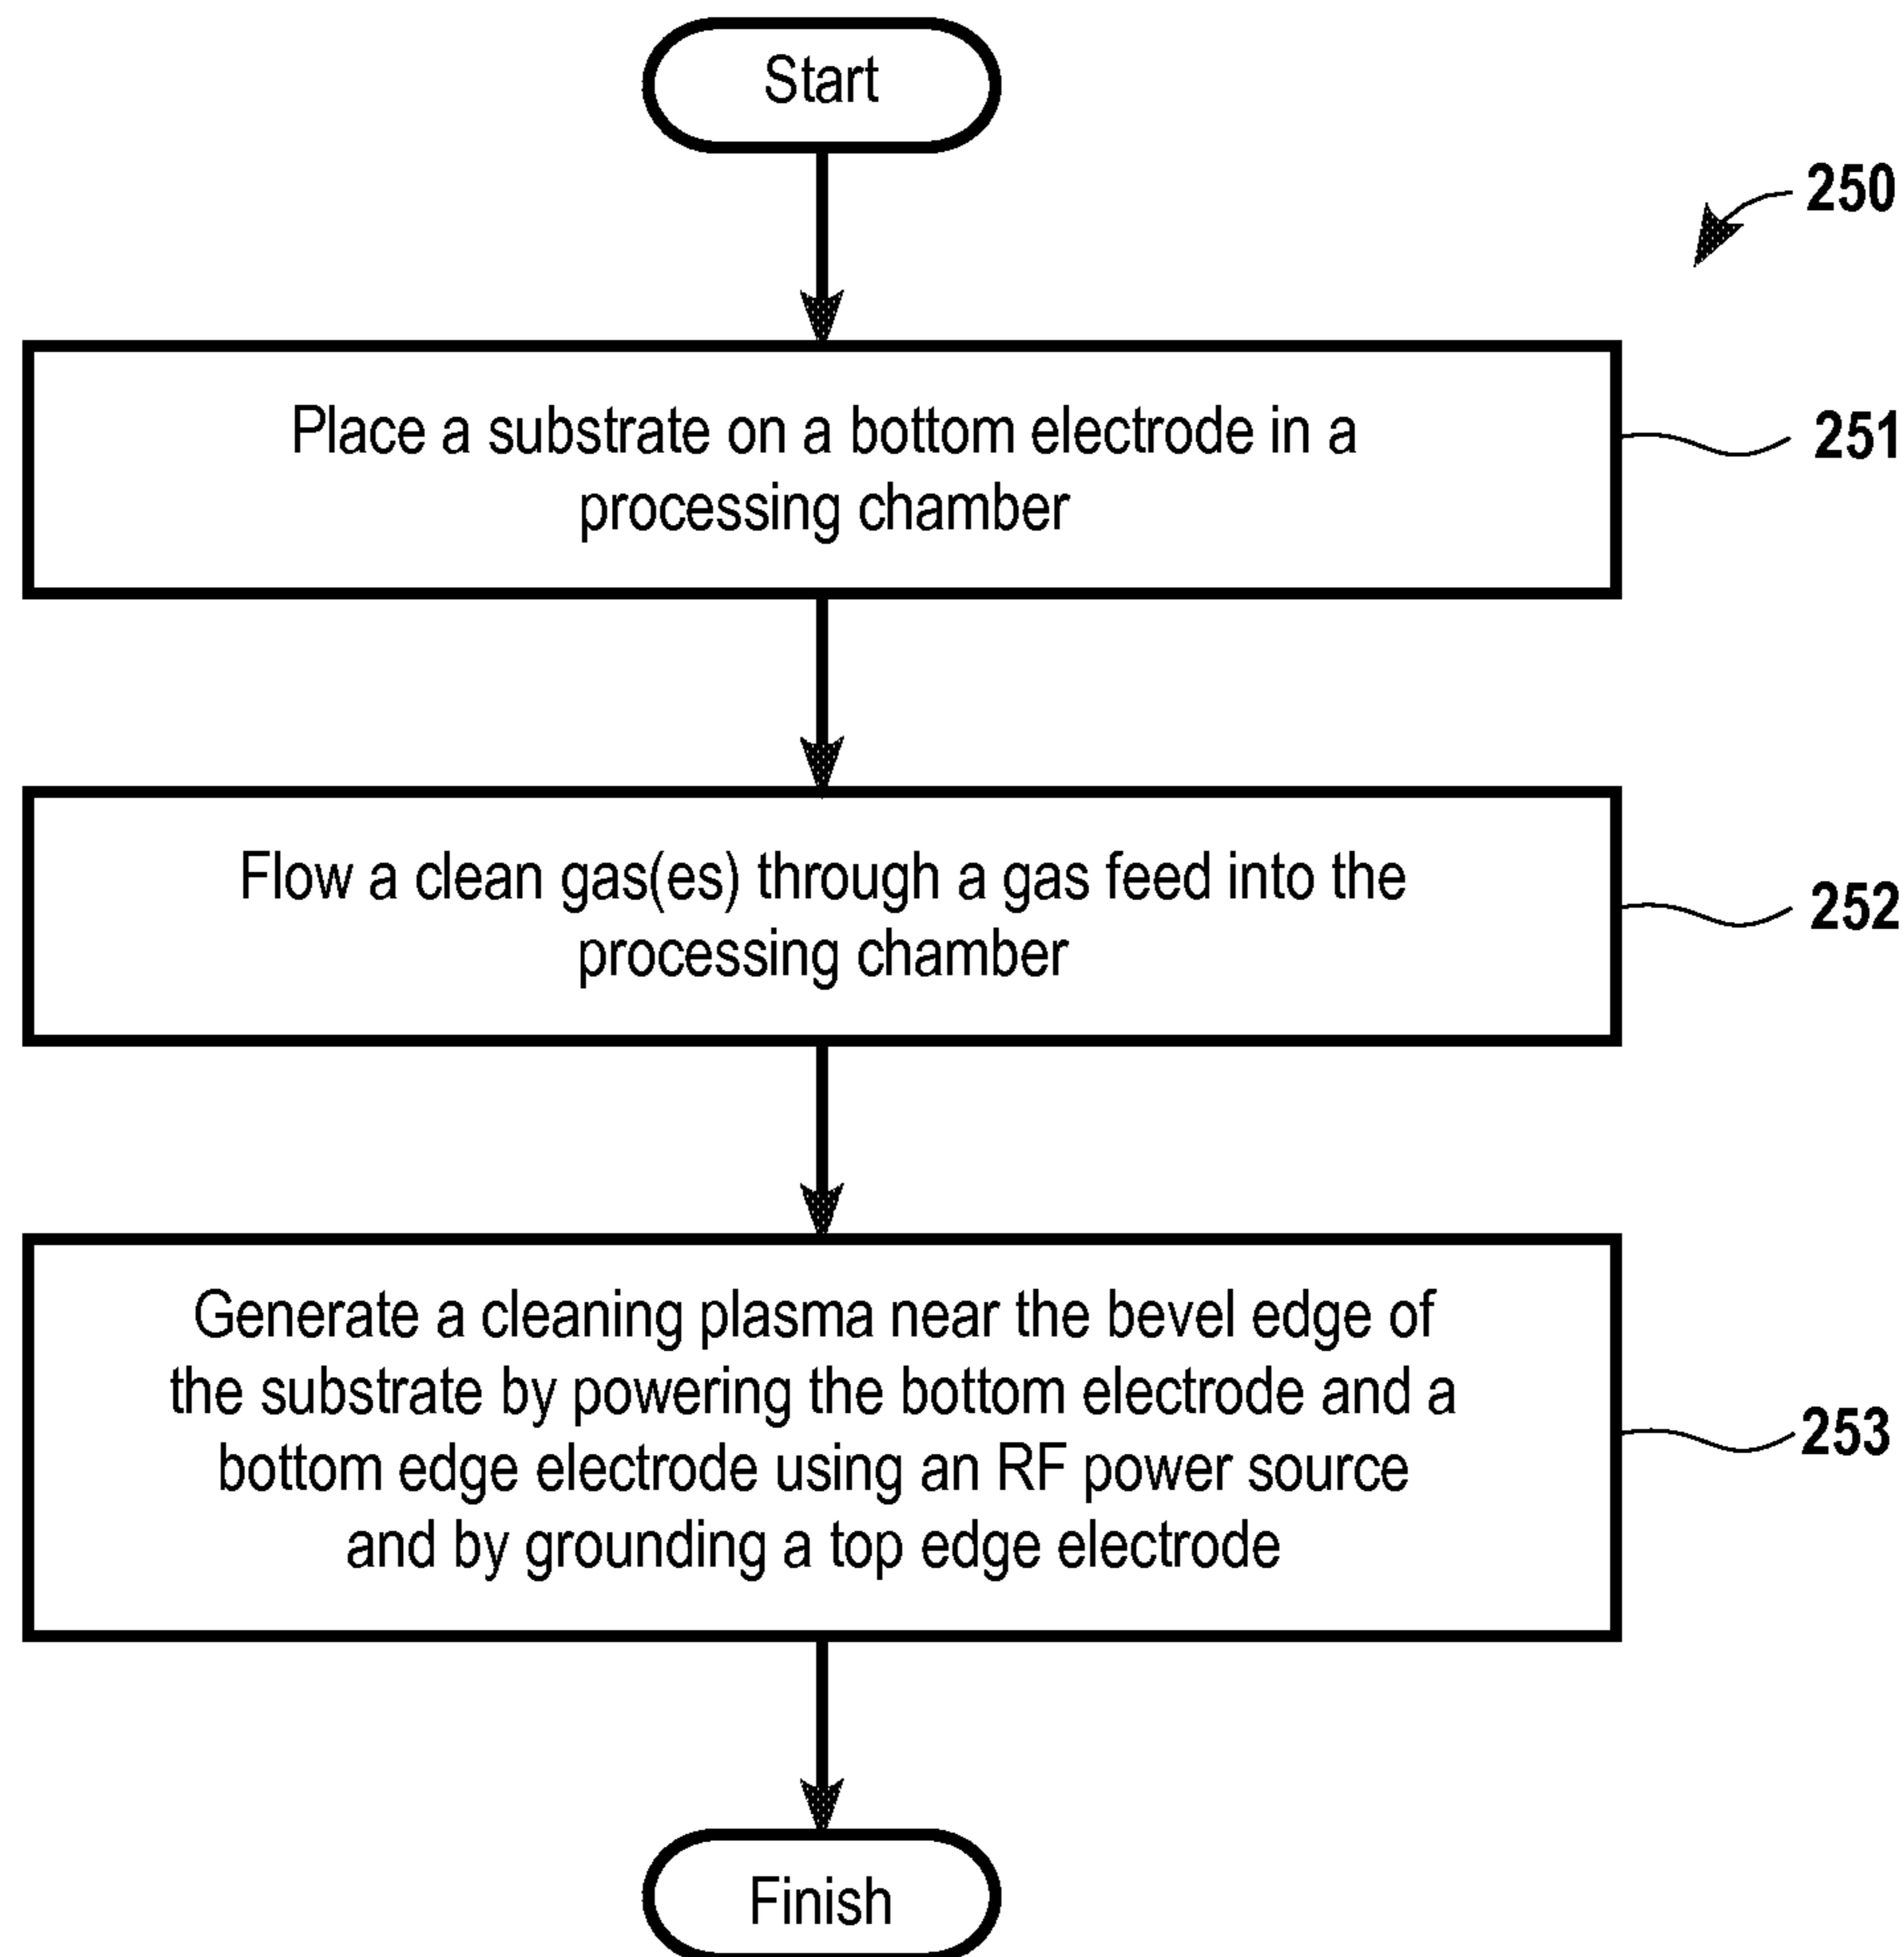 Start
250
Place a substrate on a bottom electrode in a
processing chamber
251
Flow a clean gas(es) through a gas feed into the
processing chamber
252
Generate a cleaning plasma near the bevel edge of
the substrate by powering the bottom electrode and a
bottom edge electrode using an RF power source
and by grounding a top edge electrode
253
Finish